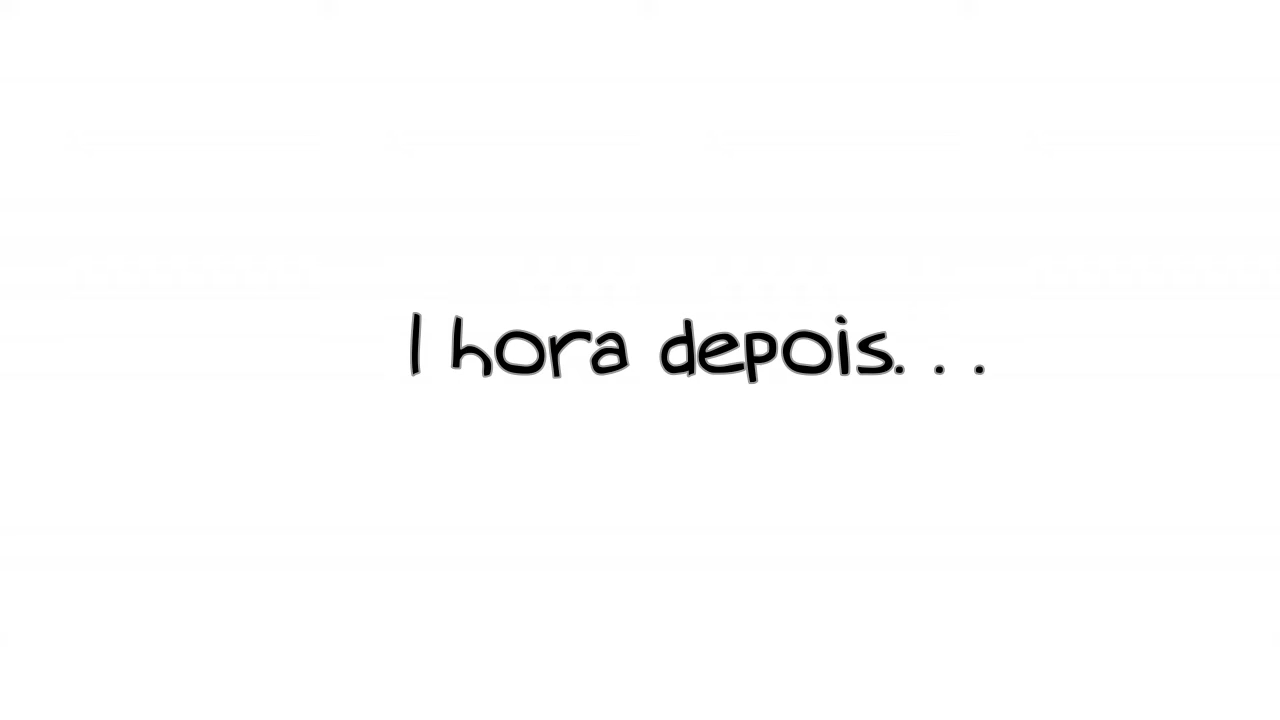 1 hora depois. . .